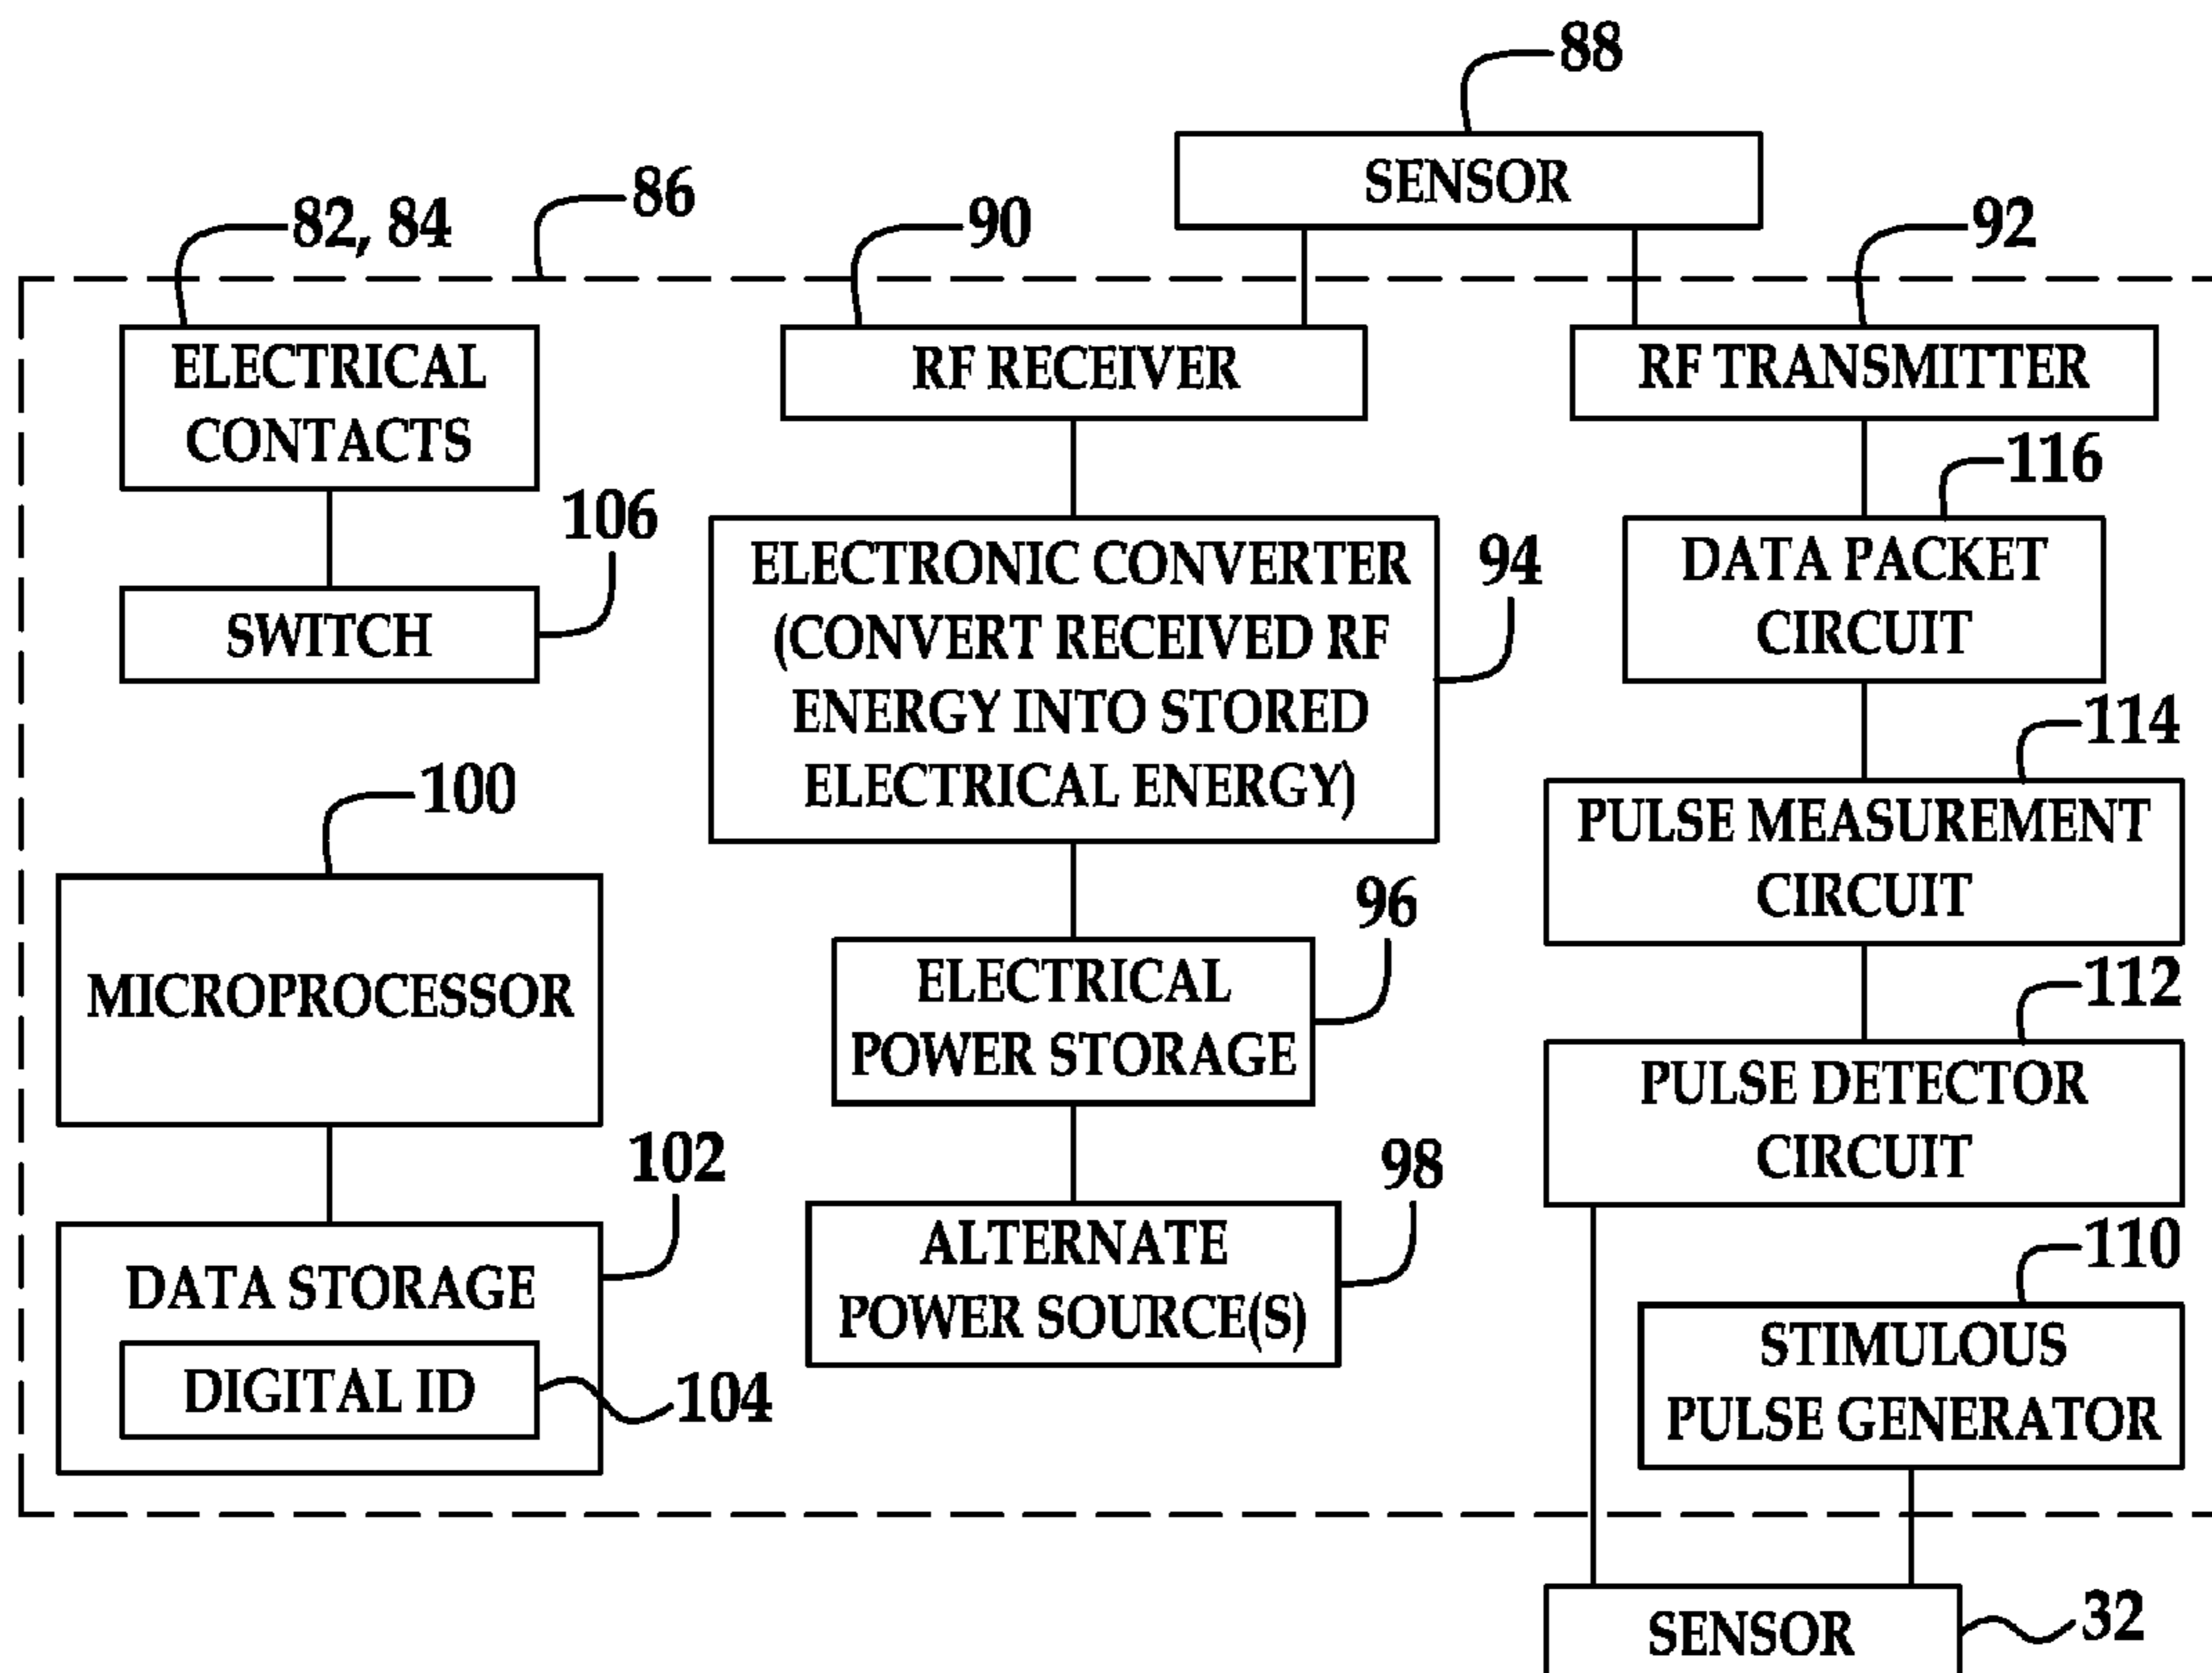 88
SENSOR
86
82, 84
90
92
ELECTRICAL
CONTACTS
RF RECEIVER
RF TRANSMITTER
116
106
SWITCH
ELECTRONIC CONVERTER
(CONVERT RECEIVED RF
ENERGY INTO STORED
ELECTRICAL ENERGY)
94
DATA PACKET
CIRCUIT
114
100
PULSE MEASUREMENT
CIRCUIT
96
MICROPROCESSOR
ELECTRICAL
POWER STORAGE
112
PULSE DETECTOR
CIRCUIT
102
98
DATA STORAGE
DIGITAL ID
104
ALTERNATE
POWER SOURCE(S)
110
STIMULOUS
PULSE GENERATOR
SENSOR
32